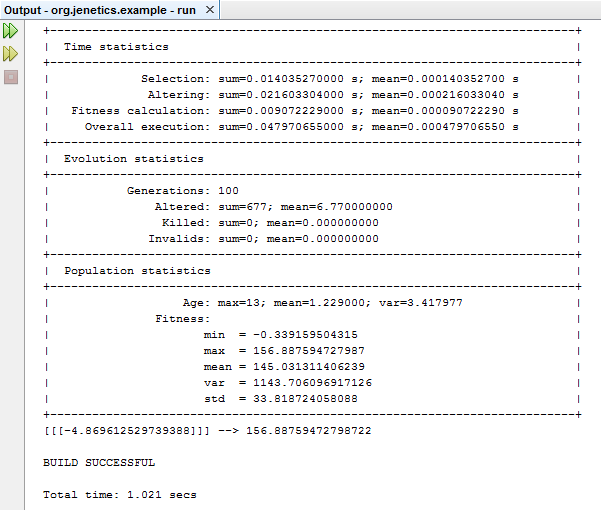 Output - org.jenetics.example - run
+---------------------------------------------------------------------------+
|  Time statistics                                                          |
+---------------------------------------------------------------------------+
|             Selection: sum=0.014035270000 s; mean=0.000140352700 s        |
|              Altering: sum=0.021603304000 s; mean=0.000216033040 s        |
|   Fitness calculation: sum=0.009072229000 s; mean=0.000090722290 s        |
|     Overall execution: sum=0.047970655000 s; mean=0.000479706550 s        |
+---------------------------------------------------------------------------+
|  Evolution statistics                                                     |
+---------------------------------------------------------------------------+
|           Generations: 100                                                |
|               Altered: sum=677; mean=6.770000000                          |
|                Killed: sum=0; mean=0.000000000                            |
|              Invalids: sum=0; mean=0.000000000                            |
+---------------------------------------------------------------------------+
|  Population statistics                                                    |
+---------------------------------------------------------------------------+
|                   Age: max=13; mean=1.229000; var=3.417977                |
|               Fitness:                                                    |
|                      min  = -0.339159504315                               |
|                      max  = 156.887594727987                              |
|                      mean = 145.031311406239                              |
|                      var  = 1143.706096917126                             |
|                      std  = 33.818724058088                               |
+---------------------------------------------------------------------------+
[[[-4.869612529739388]]] --> 156.88759472798722
BUILD SUCCESSFUL
Total time: 1.021 secs